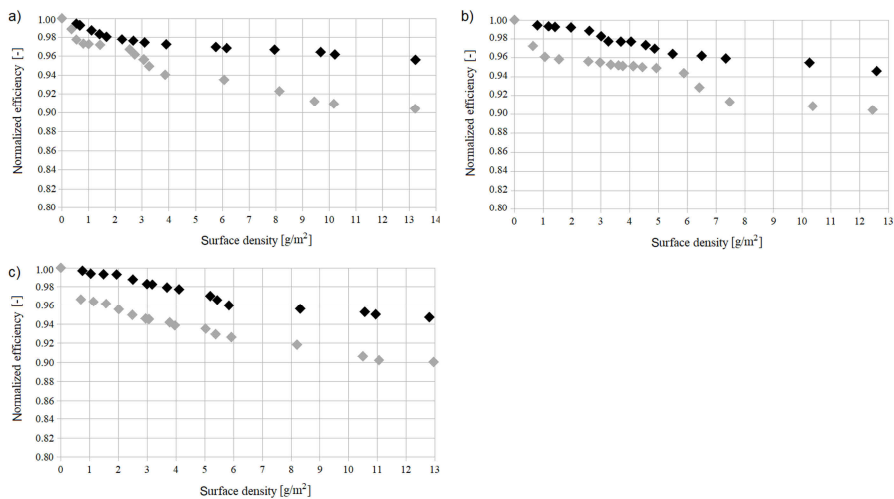 a)
Normalized efficiency [-]
1.00
0.98
0.96
0.94
0.92
0.90
0.88
0.86
0.84
0.82
0.80
0 1 2 3 4 5 6 7 8 9 10 11 12 13 14
Surface density [g/m²]
b)
Normalized efficiency [-]
1.00
0.98
0.96
0.94
0.92
0.90
0.88
0.86
0.84
0.82
0.80
0 1 2 3 4 5 6 7 8 9 10 11 12 13
Surface density [g/m²]
c)
Normalized efficiency [-]
1.00
0.98
0.96
0.94
0.92
0.90
0.88
0.86
0.84
0.82
0.80
0 1 2 3 4 5 6 7 8 9 10 11 12 13
Surface density [g/m²]